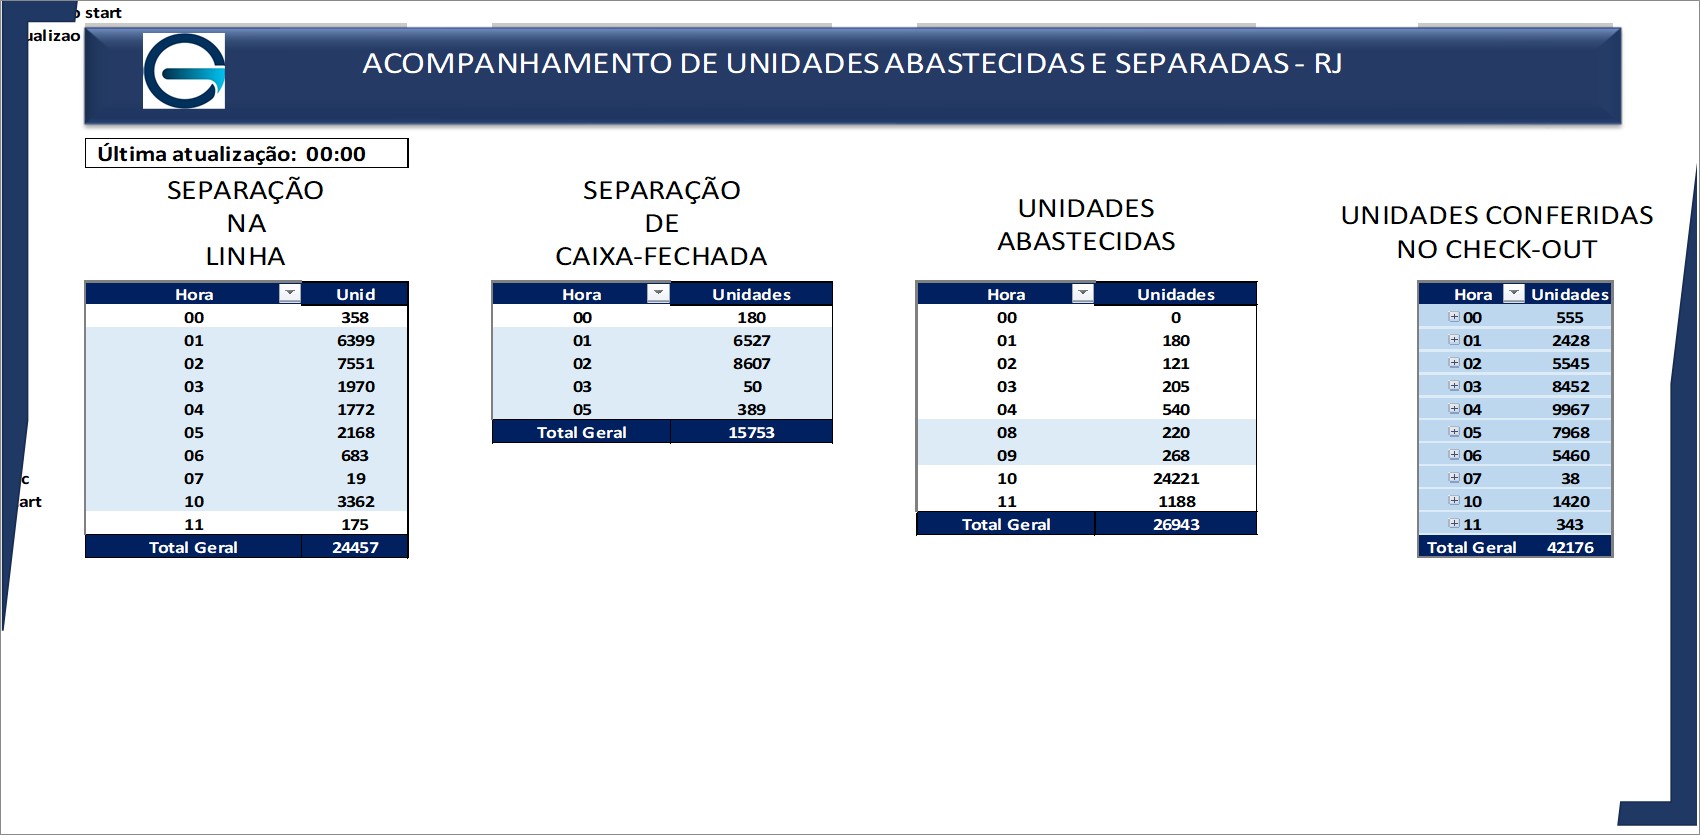 start
ACOMPANHAMENTO DE UNIDADES ABASTECIDAS E SEPARADAS - RJ
Última atualização: 00:00
SEPARAÇÃO
NA
LINHA
Hora Unid
00 358
01 6399
02 7551
03 1970
04 1772
05 2168
06 683
07 19
10 3362
11 175
Total Geral 24457
SEPARAÇÃO
DE
CAIXA-FECHADA
Hora Unidades
00 180
01 6527
02 8607
03 50
05 389
Total Geral 15753
UNIDADES
ABASTECIDAS
Hora Unidades
00 0
01 180
02 121
03 205
04 540
08 220
09 268
10 24221
11 1188
Total Geral 26943
UNIDADES CONFERIDAS
NO CHECK-OUT
Hora Unidades
00 555
01 2428
02 5545
03 8452
04 9967
05 7968
06 5460
07 38
10 1420
11 343
Total Geral 42176